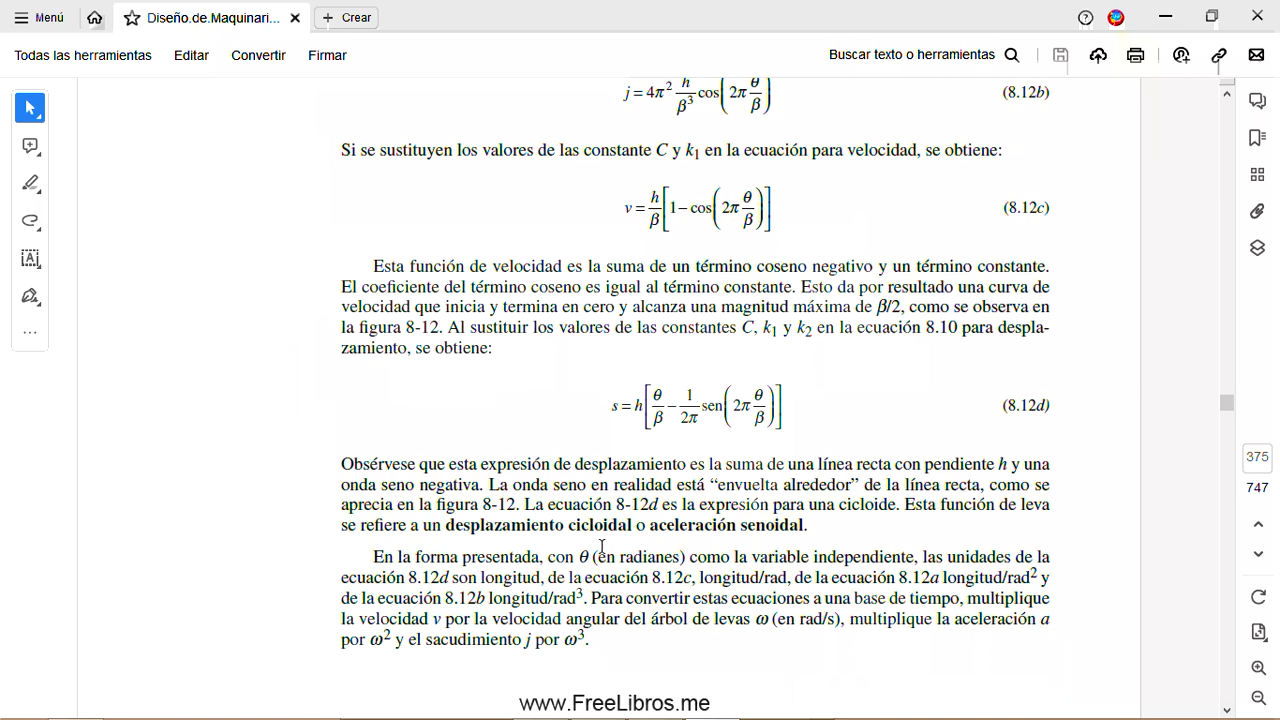 Menú
Diseño.de.Maquinari...
Crear
Todas las herramientas
Editar
Convertir
Firmar
Buscar texto o herramientas
j = 4π² h/β³ cos(2π θ/β) (8.12b)
Si se sustituyen los valores de las constante C y k₁ en la ecuación para velocidad, se obtiene:
v = h/β [1 − cos(2π θ/β)] (8.12c)
Esta función de velocidad es la suma de un término coseno negativo y un término constante.
El coeficiente del término coseno es igual al término constante. Esto da por resultado una curva de
velocidad que inicia y termina en cero y alcanza una magnitud máxima de β/2, como se observa en
la figura 8-12. Al sustituir los valores de las constantes C, k₁ y k₂ en la ecuación 8.10 para despla-
zamiento, se obtiene:
s = h [θ/β − 1/2π sen(2π θ/β)] (8.12d)
Obsérvese que esta expresión de desplazamiento es la suma de una línea recta con pendiente h y una
onda seno negativa. La onda seno en realidad está “envuelta alrededor” de la línea recta, como se
aprecia en la figura 8-12. La ecuación 8-12d es la expresión para una cicloide. Esta función de leva
se refiere a un desplazamiento cicloidal o aceleración senoidal.
En la forma presentada, con θ (en radianes) como la variable independiente, las unidades de la
ecuación 8.12d son longitud, de la ecuación 8.12c, longitud/rad, de la ecuación 8.12a longitud/rad² y
de la ecuación 8.12b longitud/rad³. Para convertir estas ecuaciones a una base de tiempo, multiplique
la velocidad v por la velocidad angular del árbol de levas ω (en rad/s), multiplique la aceleración a
por ω² y el sacudimiento j por ω³.
www.FreeLibros.me
375
747